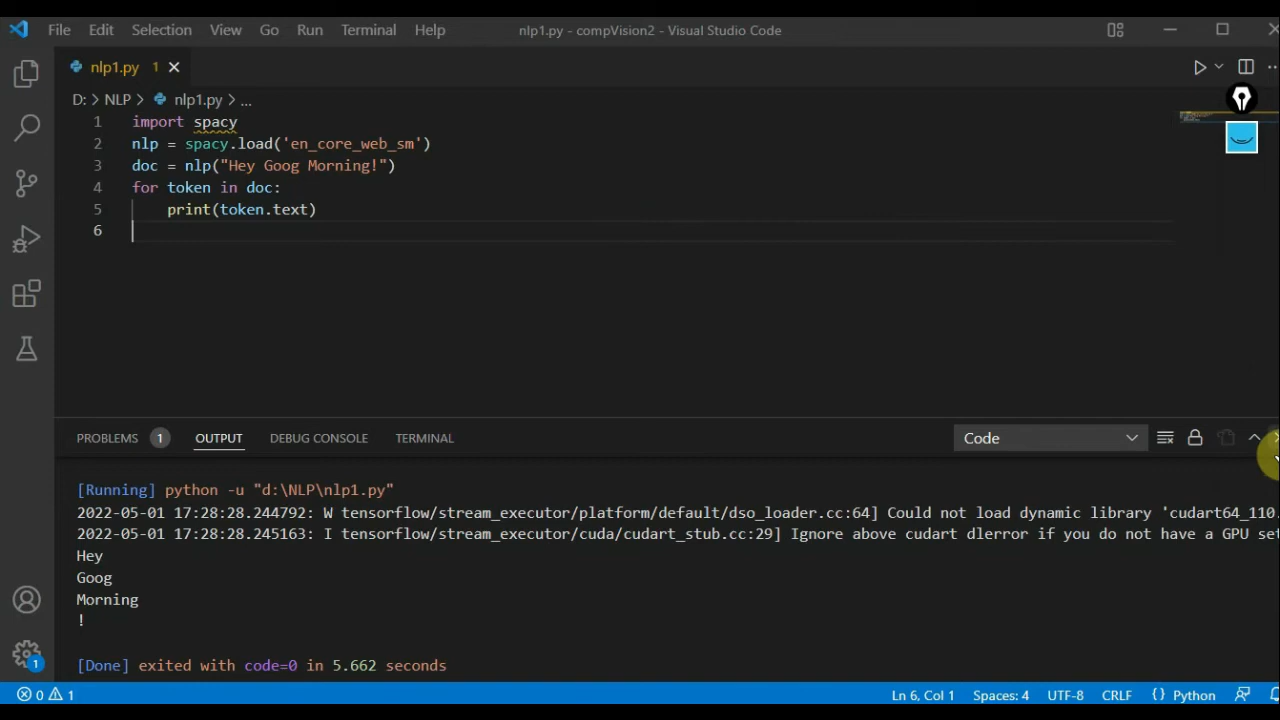 File Edit Selection View Go Run Terminal Help nlp1.py - compVision2 - Visual Studio Code
nlp1.py 1
D: > NLP > nlp1.py > ...
1 import spacy
2 nlp = spacy.load('en_core_web_sm')
3 doc = nlp("Hey Goog Morning!")
4 for token in doc:
5     print(token.text)
6
PROBLEMS 1 OUTPUT DEBUG CONSOLE TERMINAL Code
[Running] python -u "d:\NLP\nlp1.py"
2022-05-01 17:28:28.244792: W tensorflow/stream_executor/platform/default/dso_loader.cc:64] Could not load dynamic library 'cudart64_110.
2022-05-01 17:28:28.245163: I tensorflow/stream_executor/cuda/cudart_stub.cc:29] Ignore above cudart dlerror if you do not have a GPU set
Hey
Goog
Morning
!
[Done] exited with code=0 in 5.662 seconds
1
0 1 Ln 6, Col 1 Spaces: 4 UTF-8 CRLF { } Python